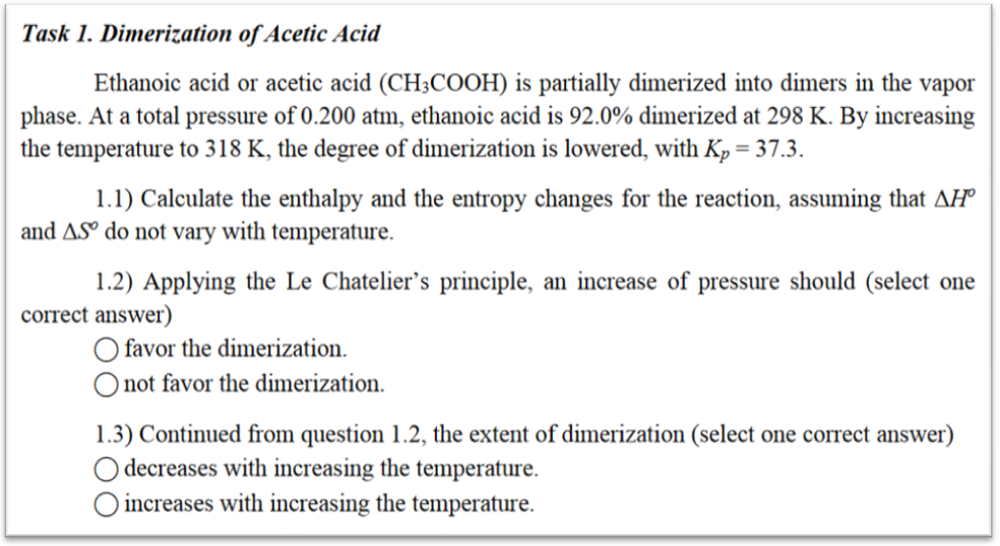 Task 1. Dimerization of Acetic Acid
Ethanoic acid or acetic acid (CH₃COOH) is partially dimerized into dimers in the vapor
phase. At a total pressure of 0.200 atm, ethanoic acid is 92.0% dimerized at 298 K. By increasing
the temperature to 318 K, the degree of dimerization is lowered, with Kₚ = 37.3.
1.1) Calculate the enthalpy and the entropy changes for the reaction, assuming that ΔHº
and ΔSº do not vary with temperature.
1.2) Applying the Le Chatelier’s principle, an increase of pressure should (select one
correct answer)
◯ favor the dimerization.
◯ not favor the dimerization.
1.3) Continued from question 1.2, the extent of dimerization (select one correct answer)
◯ decreases with increasing the temperature.
◯ increases with increasing the temperature.